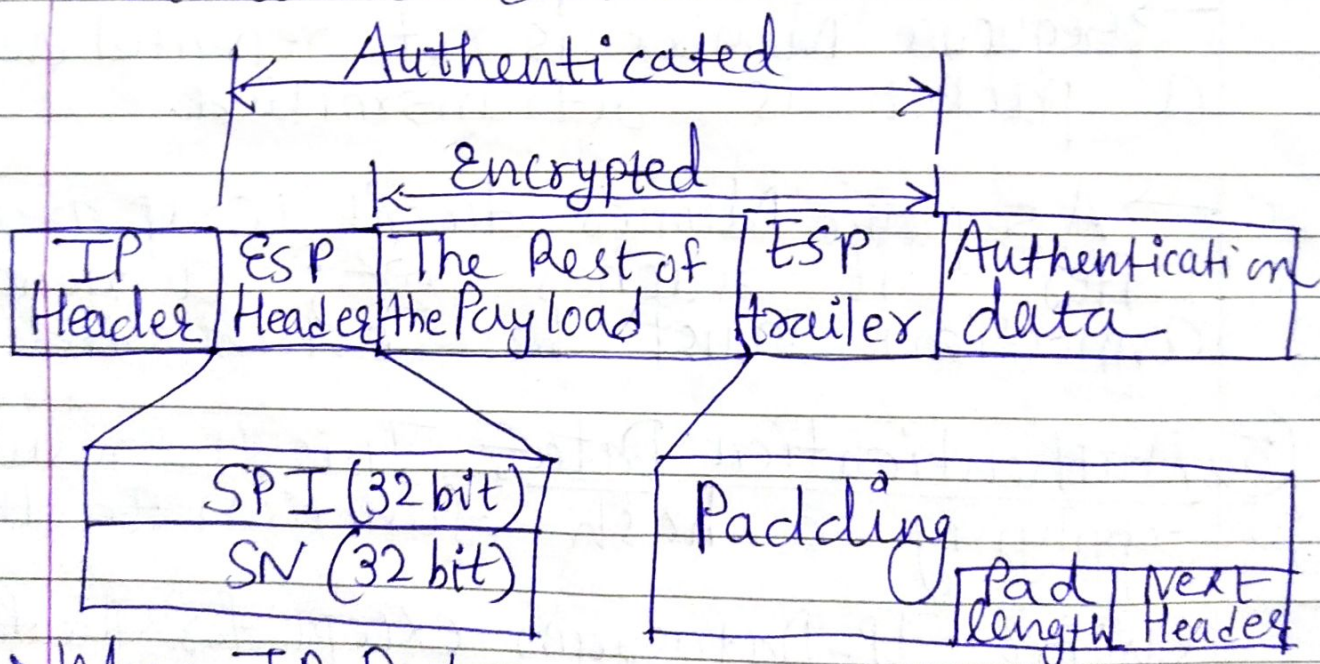 Authenticated
Encrypted
IP Header
ESP Header
The Rest of the Payload
ESP trailer
Authentication data
SPI (32 bit)
SN (32 bit)
Padding
Pad length
Next Header